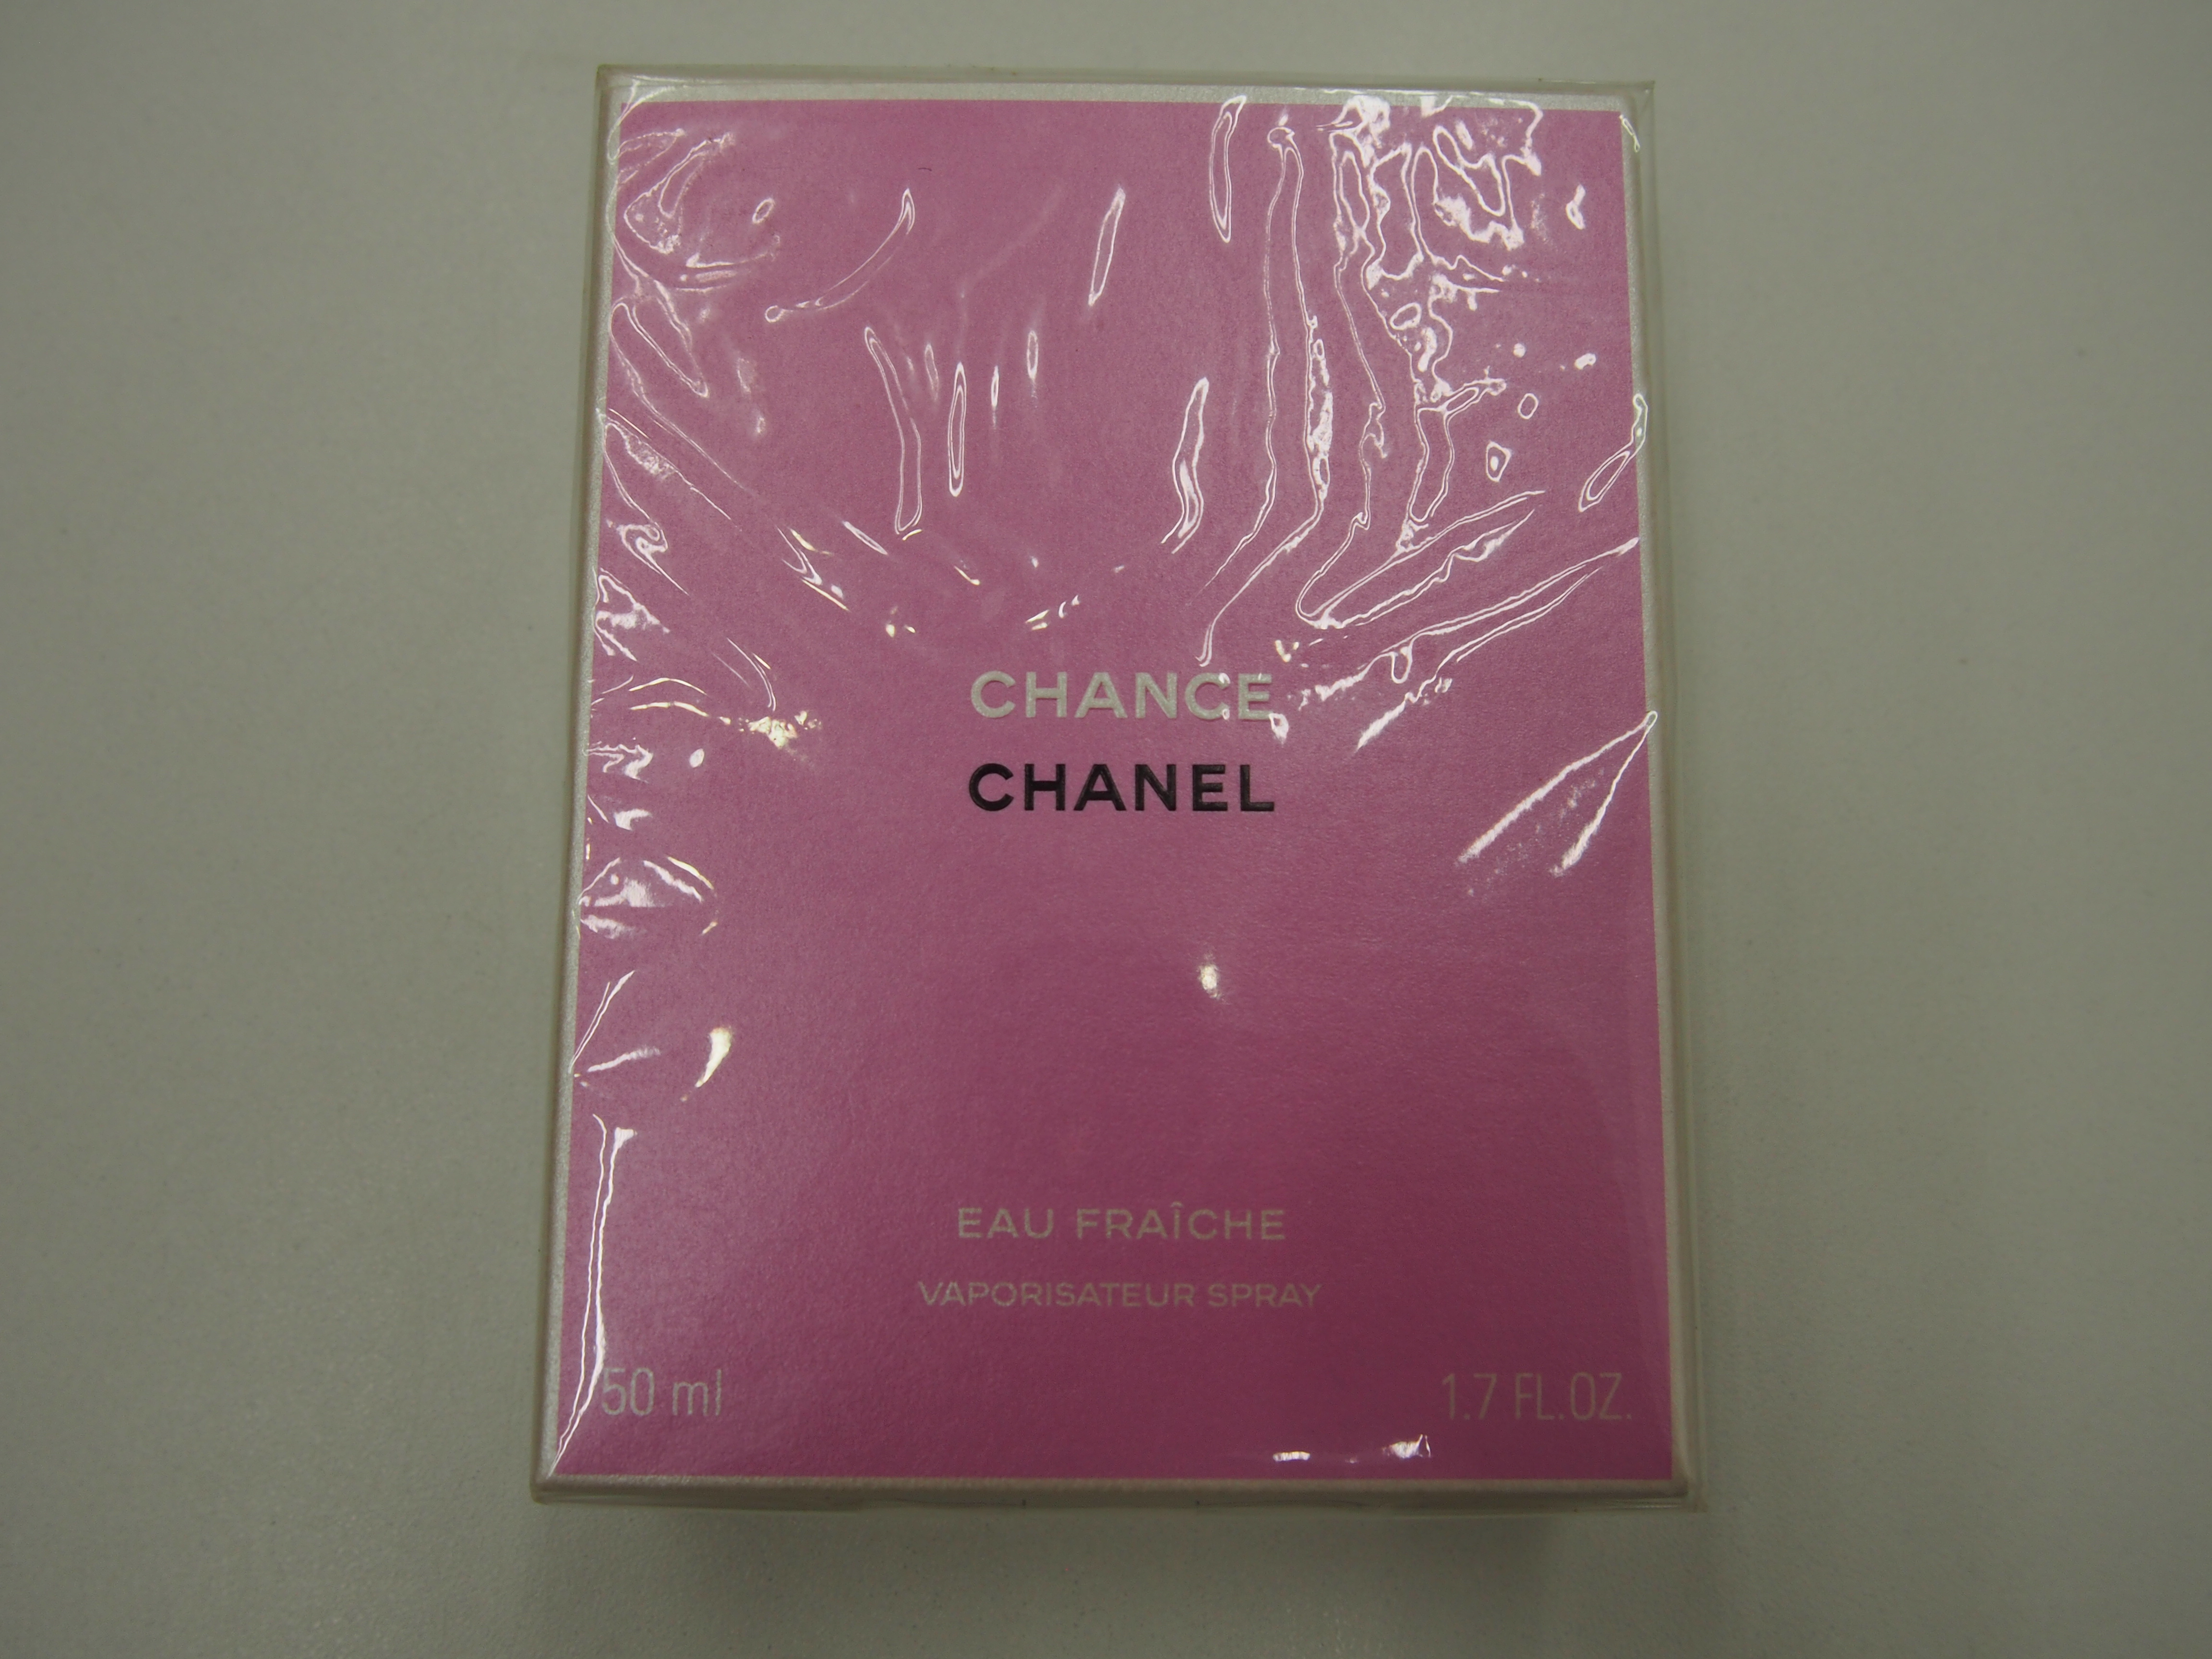 CHANCE
CHANEL
EAU FRAÎCHE
VAPORISATEUR SPRAY
50 ml 1.7 FL.OZ.